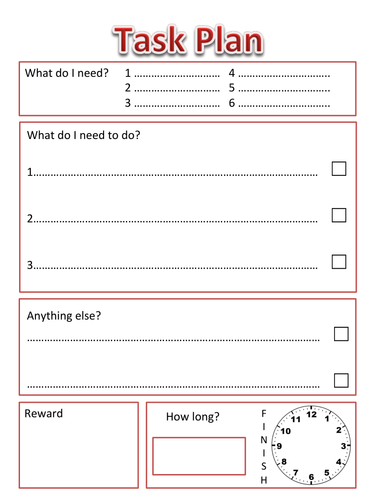 Task Plan
What do I need? 1 ................................ 4 ..................................
2 ................................ 5 ..................................
3 ................................ 6 ..................................
What do I need to do?
1...........................................................................................
2...........................................................................................
3...........................................................................................
Anything else?
.............................................................................................
.............................................................................................
Reward
How long?
FINISH
12
1
2
3
4
5
6
7
8
9
10
11